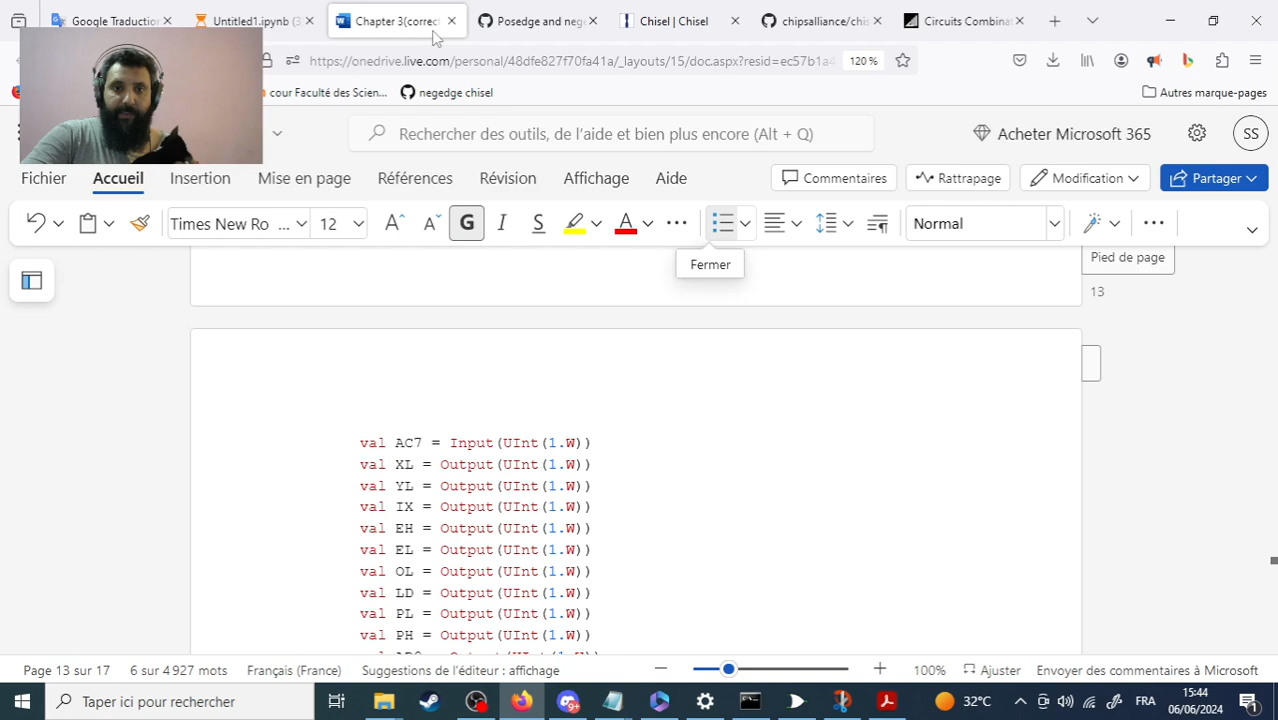 Google Traduction
Untitled1.ipynb (3
Chapter 3(correct
Posedge and neg
Chisel | Chisel
chipsalliance/chis
Circuits Combinat
https://onedrive.live.com/personal/48dfe827f70fa41a/_layouts/15/doc.aspx?resid=ec57b1a4
120 %
cour Faculté des Scien...
negedge chisel
Autres marque-pages
Rechercher des outils, de l'aide et bien plus encore (Alt + Q)
Acheter Microsoft 365
SS
Fichier
Accueil
Insertion
Mise en page
Références
Révision
Affichage
Aide
Commentaires
Rattrapage
Modification
Partager
Times New Ro ...
12
G
I
S
A
Normal
Fermer
Pied de page
13
val AC7 = Input(UInt(1.W))
val XL = Output(UInt(1.W))
val YL = Output(UInt(1.W))
val IX = Output(UInt(1.W))
val EH = Output(UInt(1.W))
val EL = Output(UInt(1.W))
val OL = Output(UInt(1.W))
val LD = Output(UInt(1.W))
val PL = Output(UInt(1.W))
val PH = Output(UInt(1.W))
Page 13 sur 17
6 sur 4 927 mots
Français (France)
Suggestions de l'éditeur : affichage
100%
Ajuster
Envoyer des commentaires à Microsoft
Taper ici pour rechercher
32°C
FRA
15:44
06/06/2024